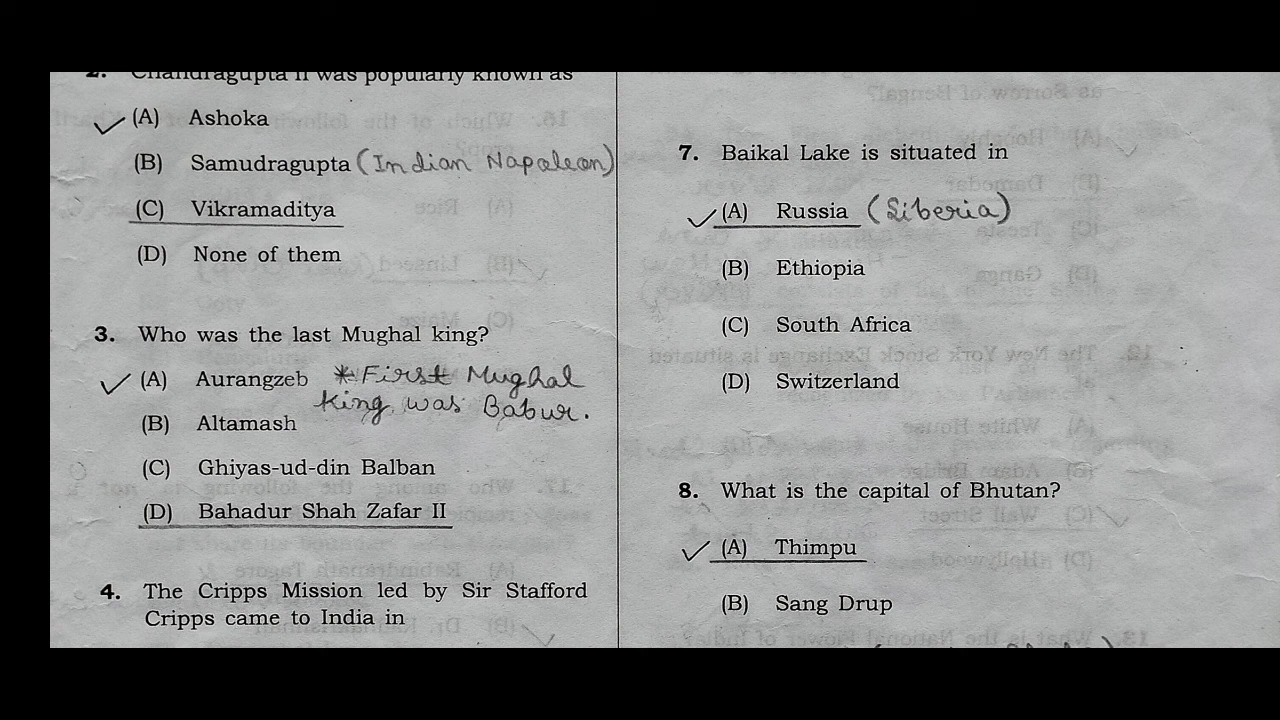 2. Chandragupta II was popularly known as
(A) Ashoka
(B) Samudragupta (Indian Napoleon)
(C) Vikramaditya
(D) None of them
3. Who was the last Mughal king?
(A) Aurangzeb *First Mughal
king was Babur.
(B) Altamash
(C) Ghiyas-ud-din Balban
(D) Bahadur Shah Zafar II
4. The Cripps Mission led by Sir Stafford
Cripps came to India in
7. Baikal Lake is situated in
(A) Russia (Siberia)
(B) Ethiopia
(C) South Africa
(D) Switzerland
8. What is the capital of Bhutan?
(A) Thimpu
(B) Sang Drup